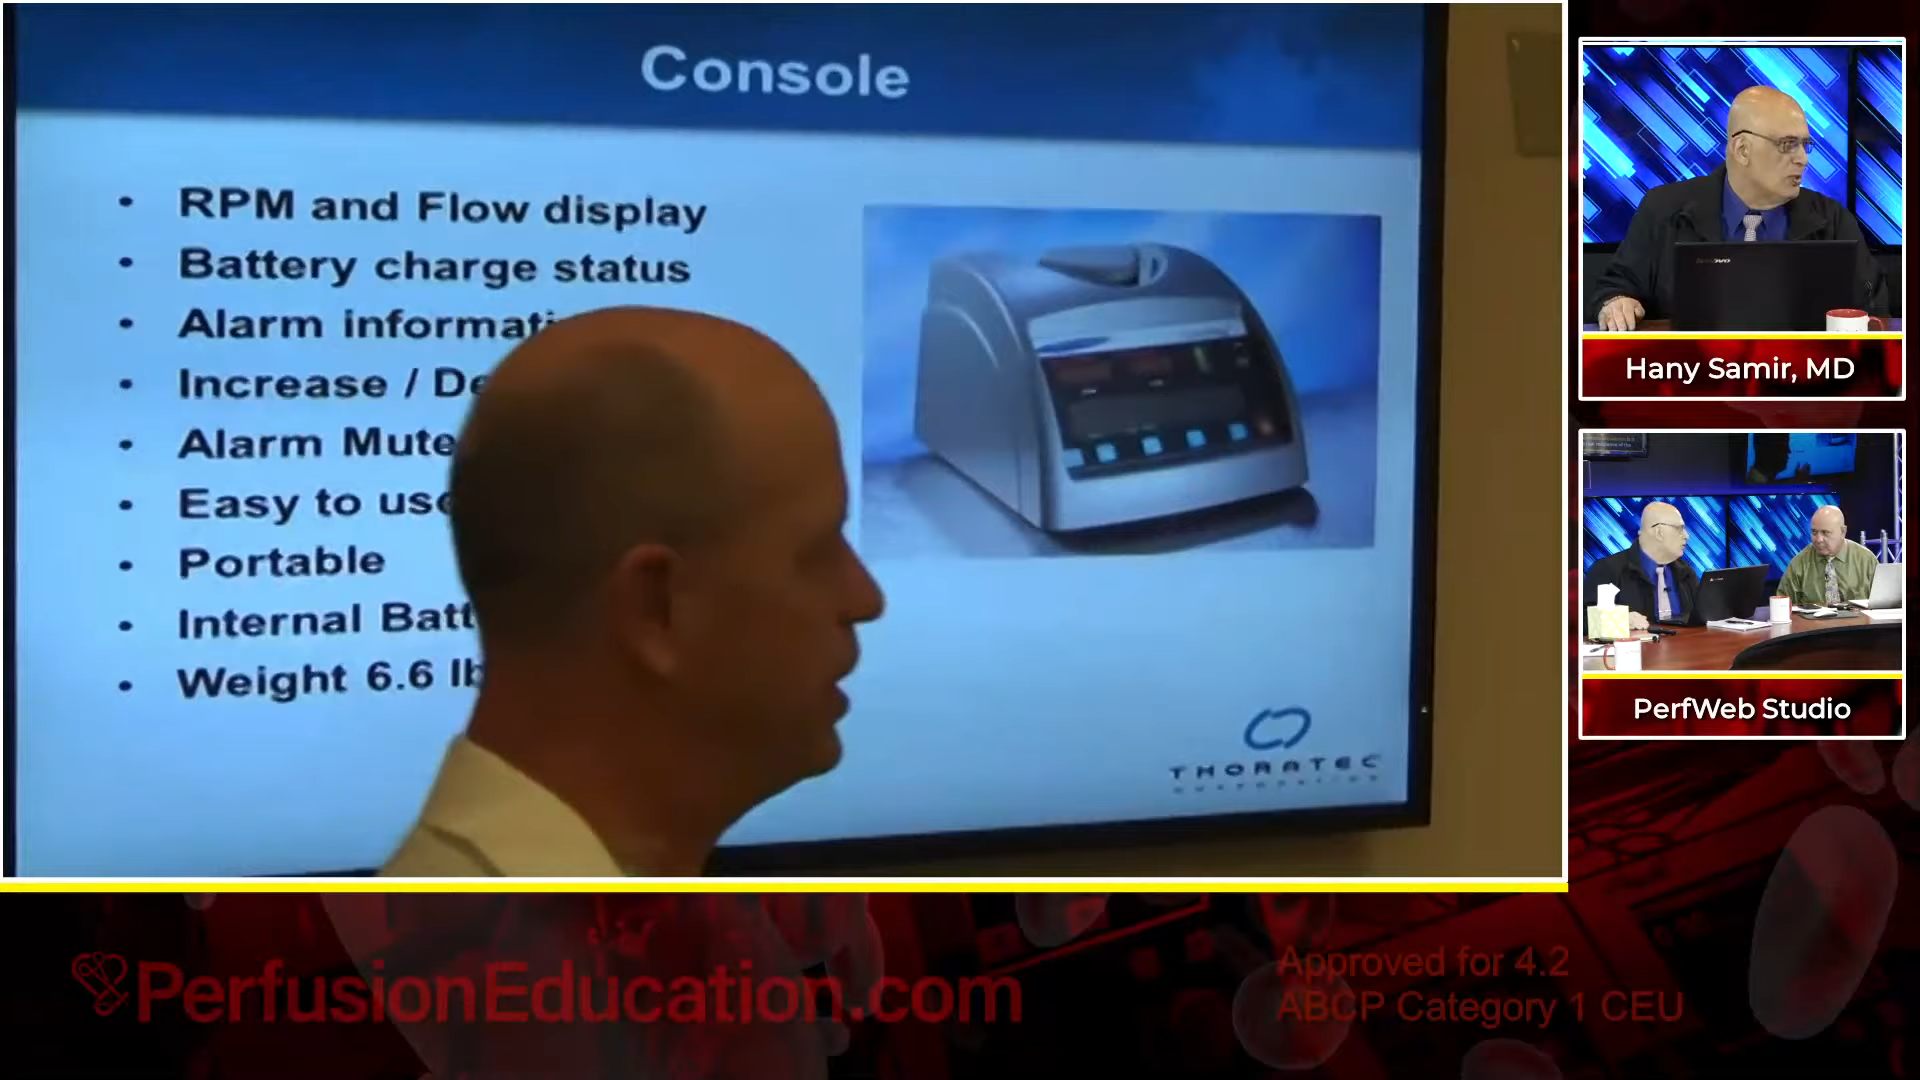 Console
• RPM and Flow display
• Battery charge status
• Alarm informati
• Increase / De
• Alarm Mute
• Easy to use
• Portable
• Internal Batt
• Weight 6.6 lb
THORATEC
CORPORATION
Hany Samir, MD
PerfWeb Studio
PerfusionEducation.com
Approved for 4.2
ABCP Category 1 CEU
lenovo